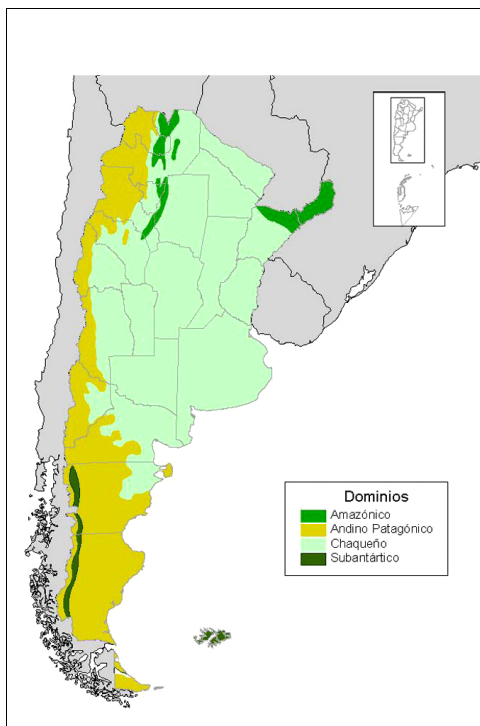 Dominios
Amazónico
Andino Patagónico
Chaqueño
Subantártico